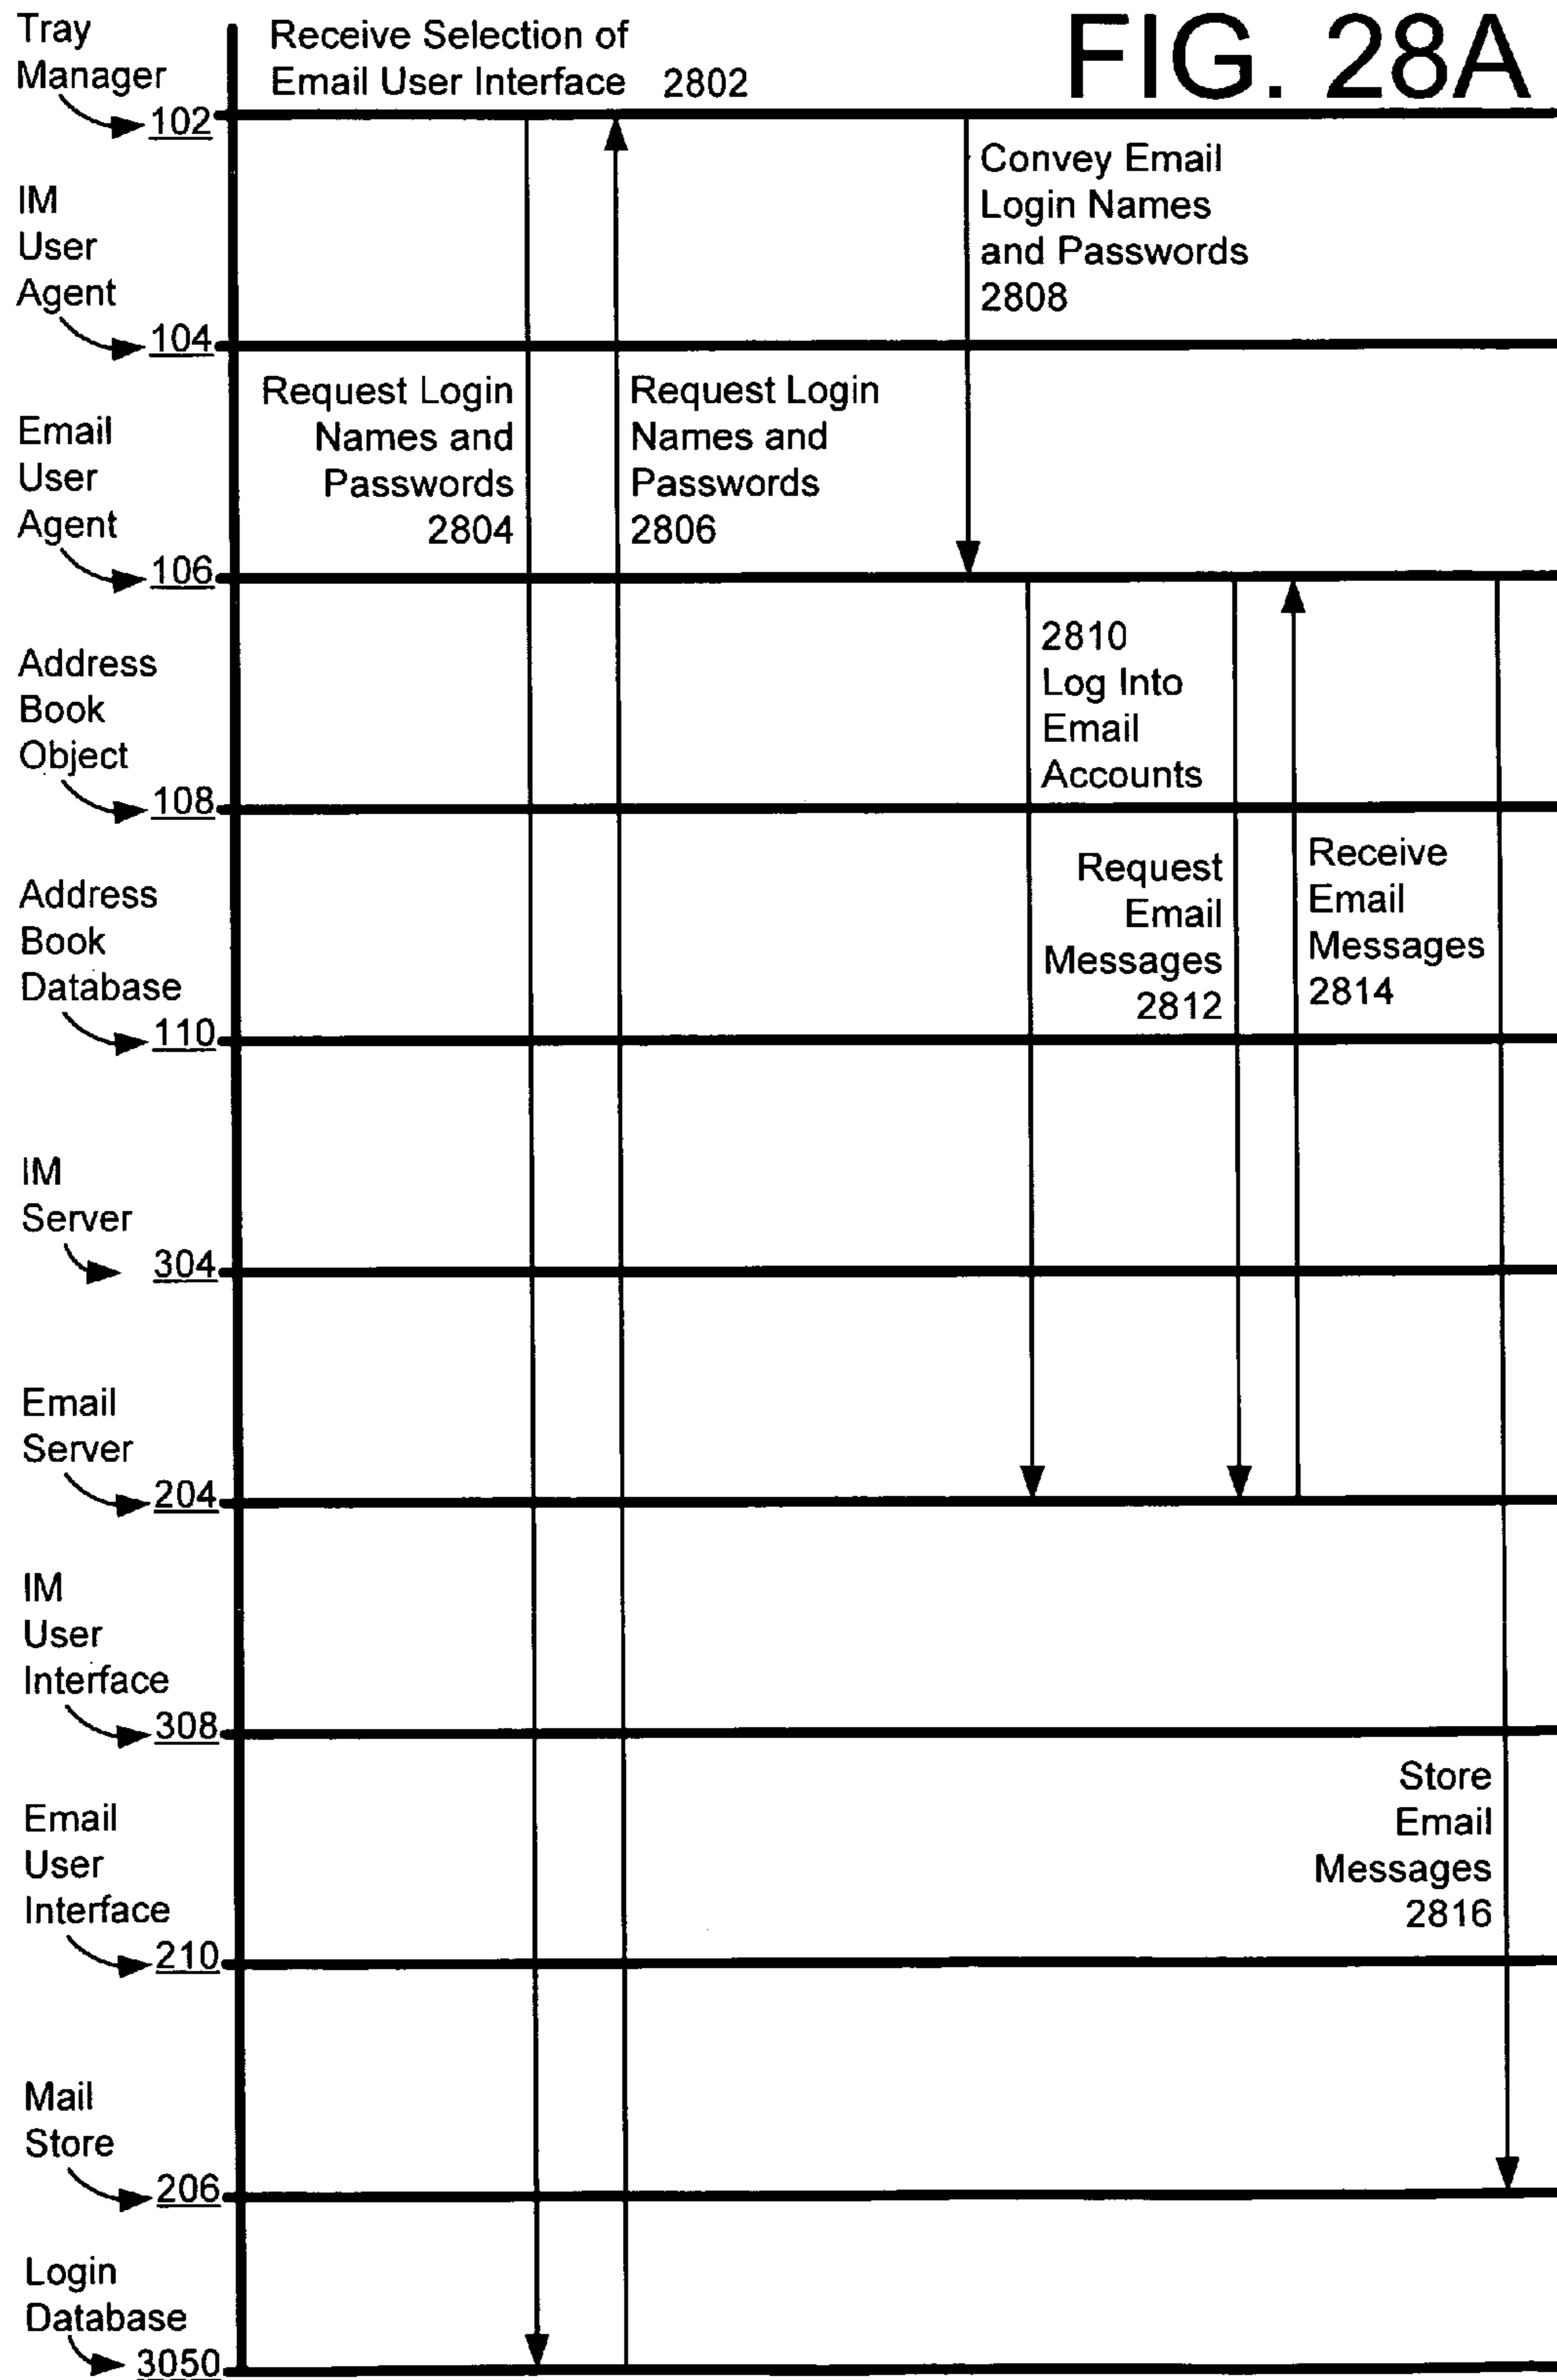 FIG. 28A
Tray
Manager
102
Receive Selection of
Email User Interface 2802
IM
User
Agent
104
Convey Email
Login Names
and Passwords
2808
Email
User
Agent
106
Request Login
Names and
Passwords
2804
Request Login
Names and
Passwords
2806
Address
Book
Object
108
2810
Log Into
Email
Accounts
Address
Book
Database
110
Request
Email
Messages
2812
Receive
Email
Messages
2814
IM
Server
304
Email
Server
204
IM
User
Interface
308
Email
User
Interface
210
Store
Email
Messages
2816
Mail
Store
206
Login
Database
3050